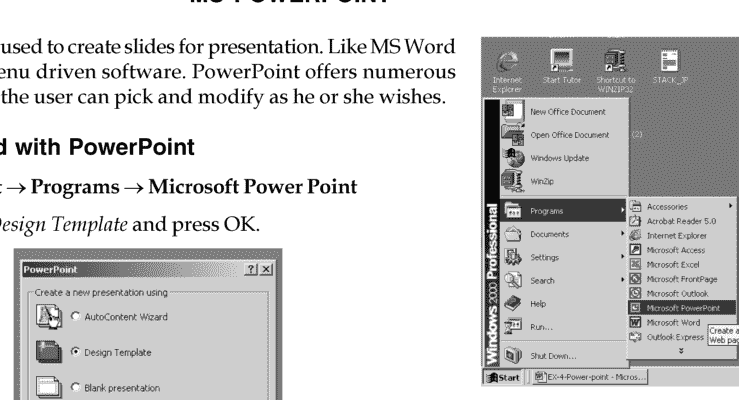 MS POWERPOINT
used to create slides for presentation. Like MS Word
enu driven software. PowerPoint offers numerous
the user can pick and modify as he or she wishes.
d with PowerPoint
t → Programs → Microsoft Power Point
Design Template and press OK.
PowerPoint
Create a new presentation using
AutoContent Wizard
Design Template
Blank presentation
Internet
Explorer
Start Tutor
Shortcut to
WINZIP32
STACK_JP
New Office Document
Open Office Document
(2)
Windows Update
WinZip
Programs
Documents
Settings
Search
Help
Run...
Shut Down...
Windows 2000 Professional
Accessories
Acrobat Reader 5.0
Internet Explorer
Microsoft Access
Microsoft Excel
Microsoft FrontPage
Microsoft Outlook
Microsoft PowerPoint
Microsoft Word
Outlook Express
Create a
Web pag
Start
EX-4-Power-point - Micros...